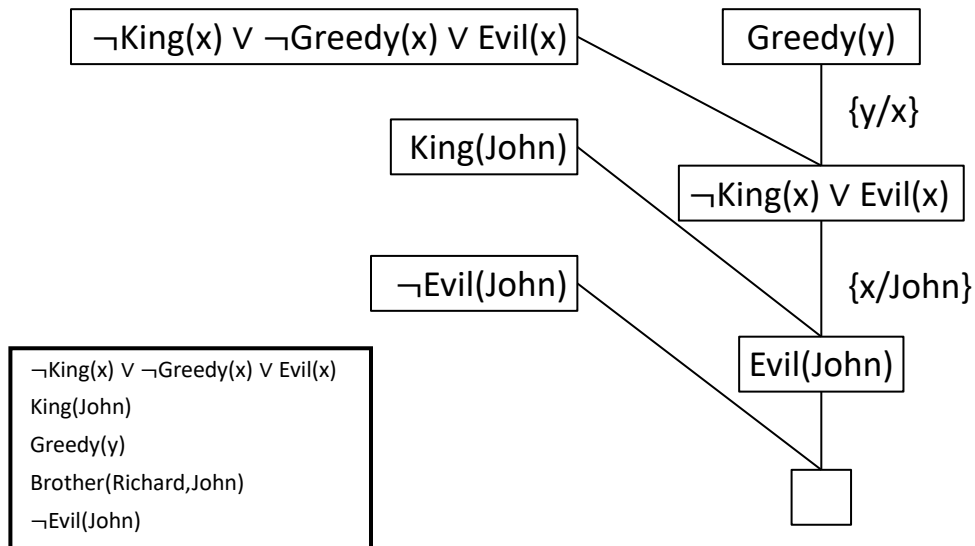 ¬King(x) ∨ ¬Greedy(x) ∨ Evil(x)
Greedy(y)
{y/x}
King(John)
¬King(x) ∨ Evil(x)
¬Evil(John)
{x/John}
Evil(John)
¬King(x) ∨ ¬Greedy(x) ∨ Evil(x)
King(John)
Greedy(y)
Brother(Richard,John)
¬Evil(John)